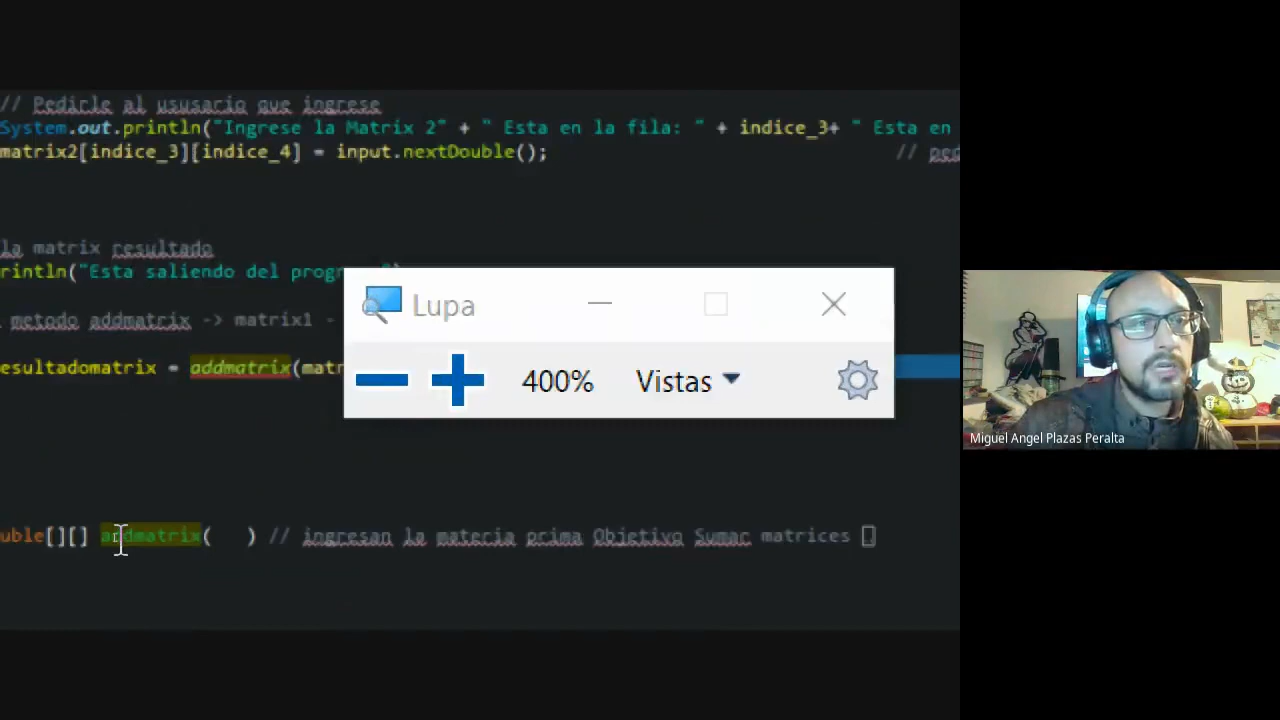 // Pedirle al ususario que ingrese
System.out.println("Ingrese la Matrix 2" + " Esta en la fila: " + indice_3+ " Esta en
matrix2[indice_3][indice_4] = input.nextDouble();
// ped
la matrix resultado
rintln("Esta saliendo del progr
metodo addmatrix -> matrix1 -
esultadomatrix = addmatrix(matr
Lupa
400%
Vistas
uble[][] addmatrix( ) // ingresan la materia prima Objetivo Sumar matrices []
Miguel Angel Plazas Peralta